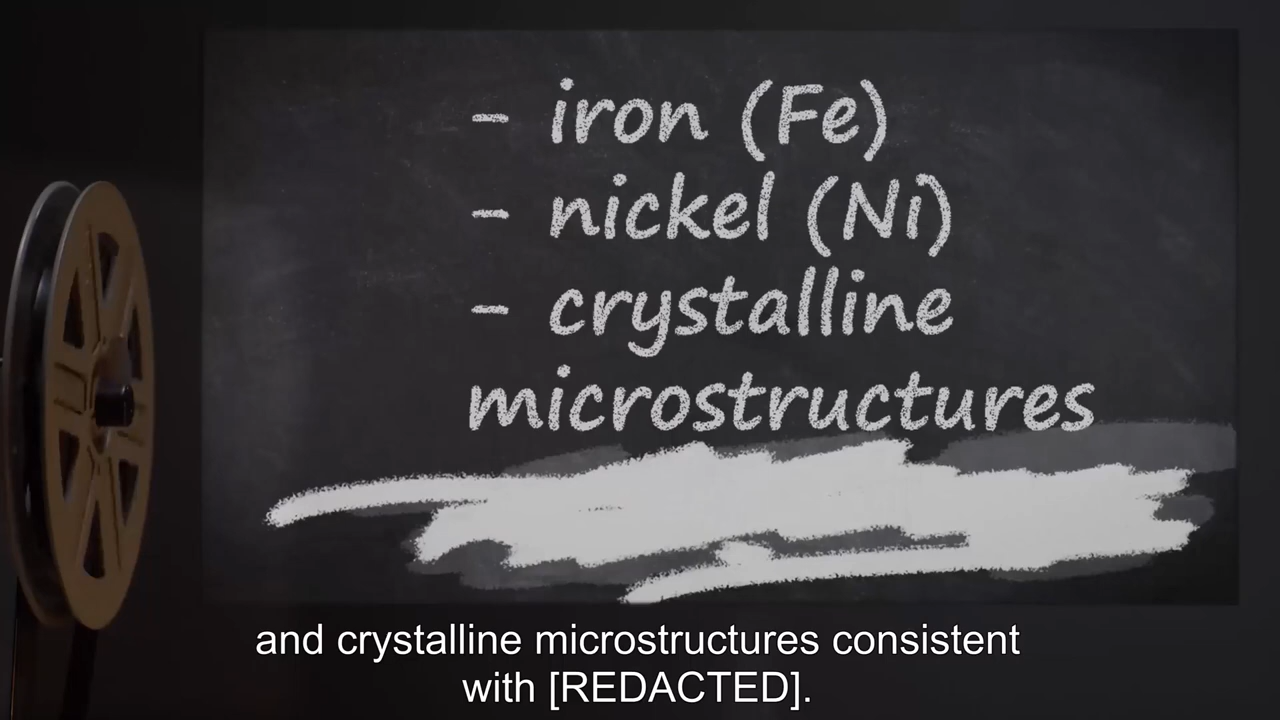 - iron (Fe)
- nickel (Ni)
- crystalline
microstructures
and crystalline microstructures consistent
with [REDACTED].